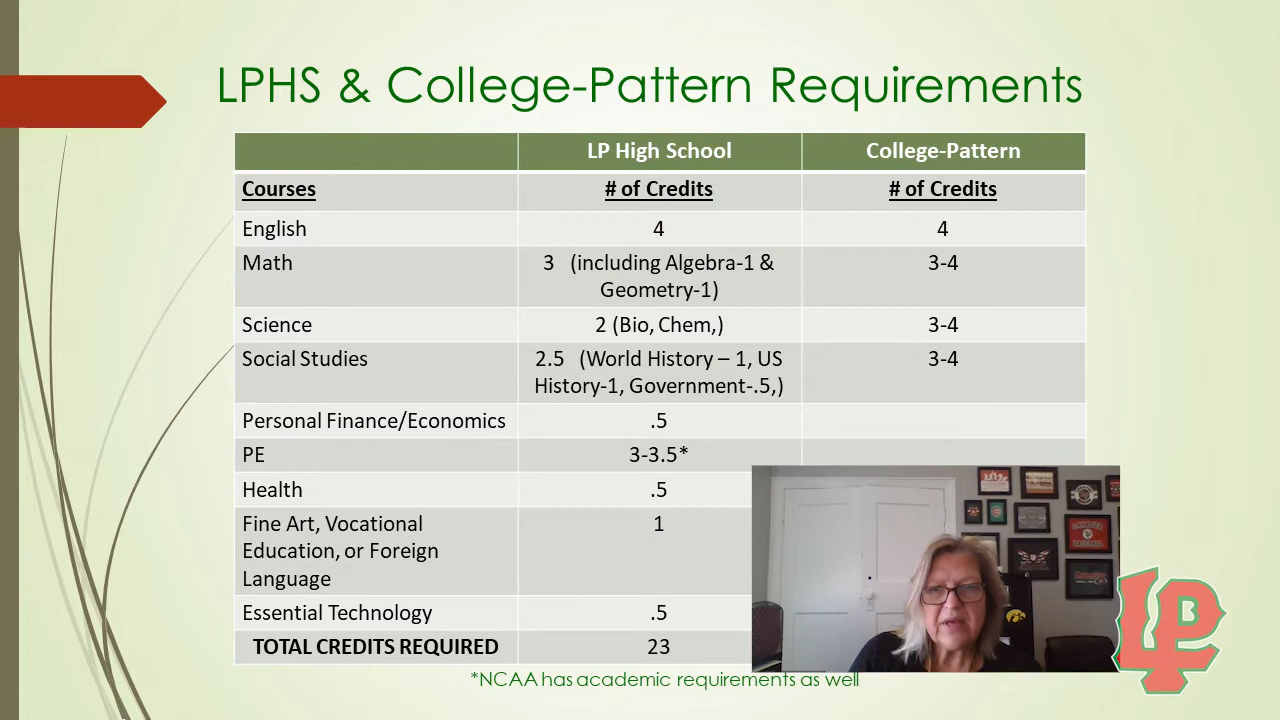 LPHS & College-Pattern Requirements
LP High School College-Pattern
Courses # of Credits # of Credits
English 4 4
Math 3 (including Algebra-1 & Geometry-1) 3-4
Science 2 (Bio, Chem,) 3-4
Social Studies 2.5 (World History – 1, US History-1, Government-.5,) 3-4
Personal Finance/Economics .5
PE 3-3.5*
Health .5
Fine Art, Vocational Education, or Foreign Language 1
Essential Technology .5
TOTAL CREDITS REQUIRED 23
*NCAA has academic requirements as well
LP